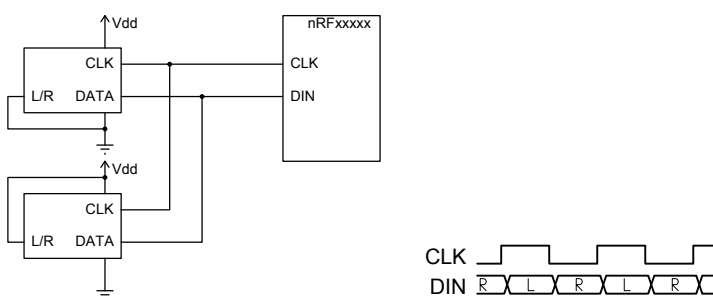 Vdd
nRFxxxxx
CLK
CLK
L/R
DATA
DIN
Vdd
CLK
L/R
DATA
CLK
DIN R L R L R